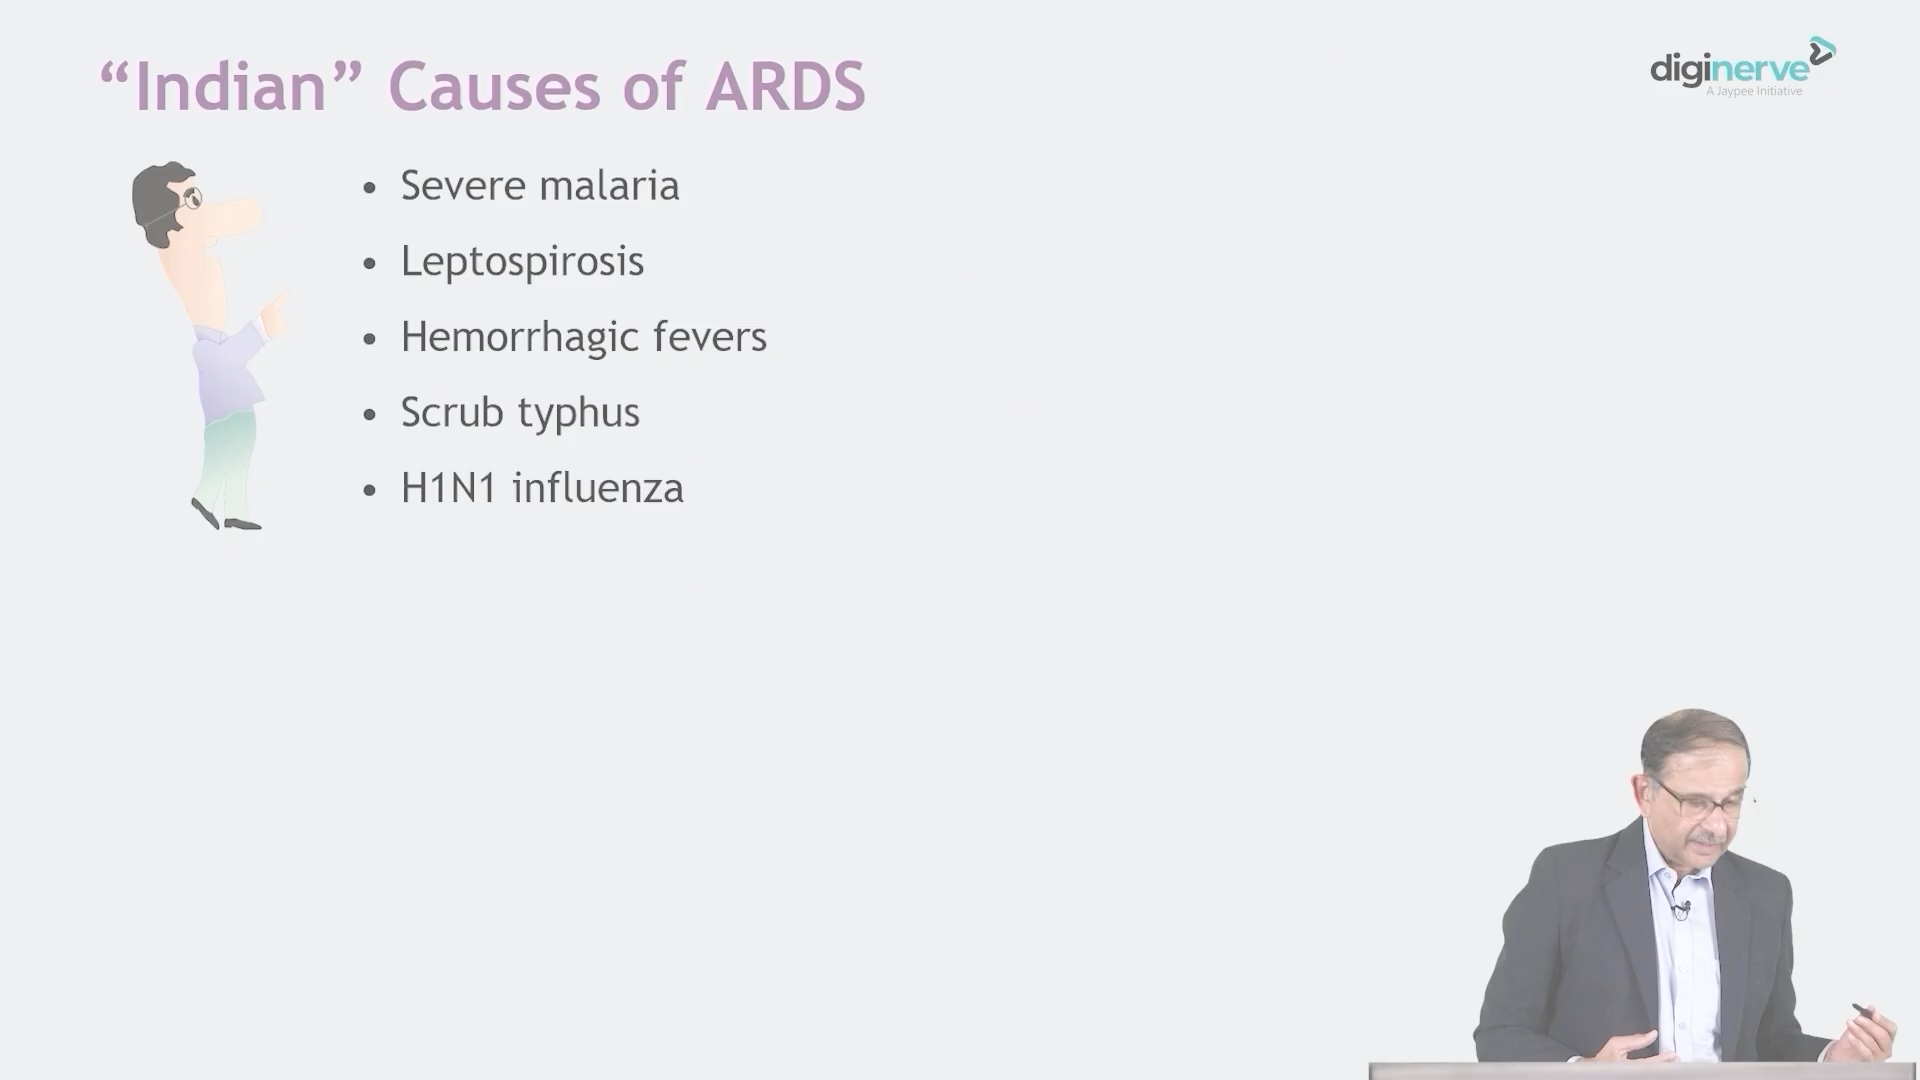 “Indian” Causes of ARDS
diginerve
A Jaypee Initiative
• Severe malaria
• Leptospirosis
• Hemorrhagic fevers
• Scrub typhus
• H1N1 influenza